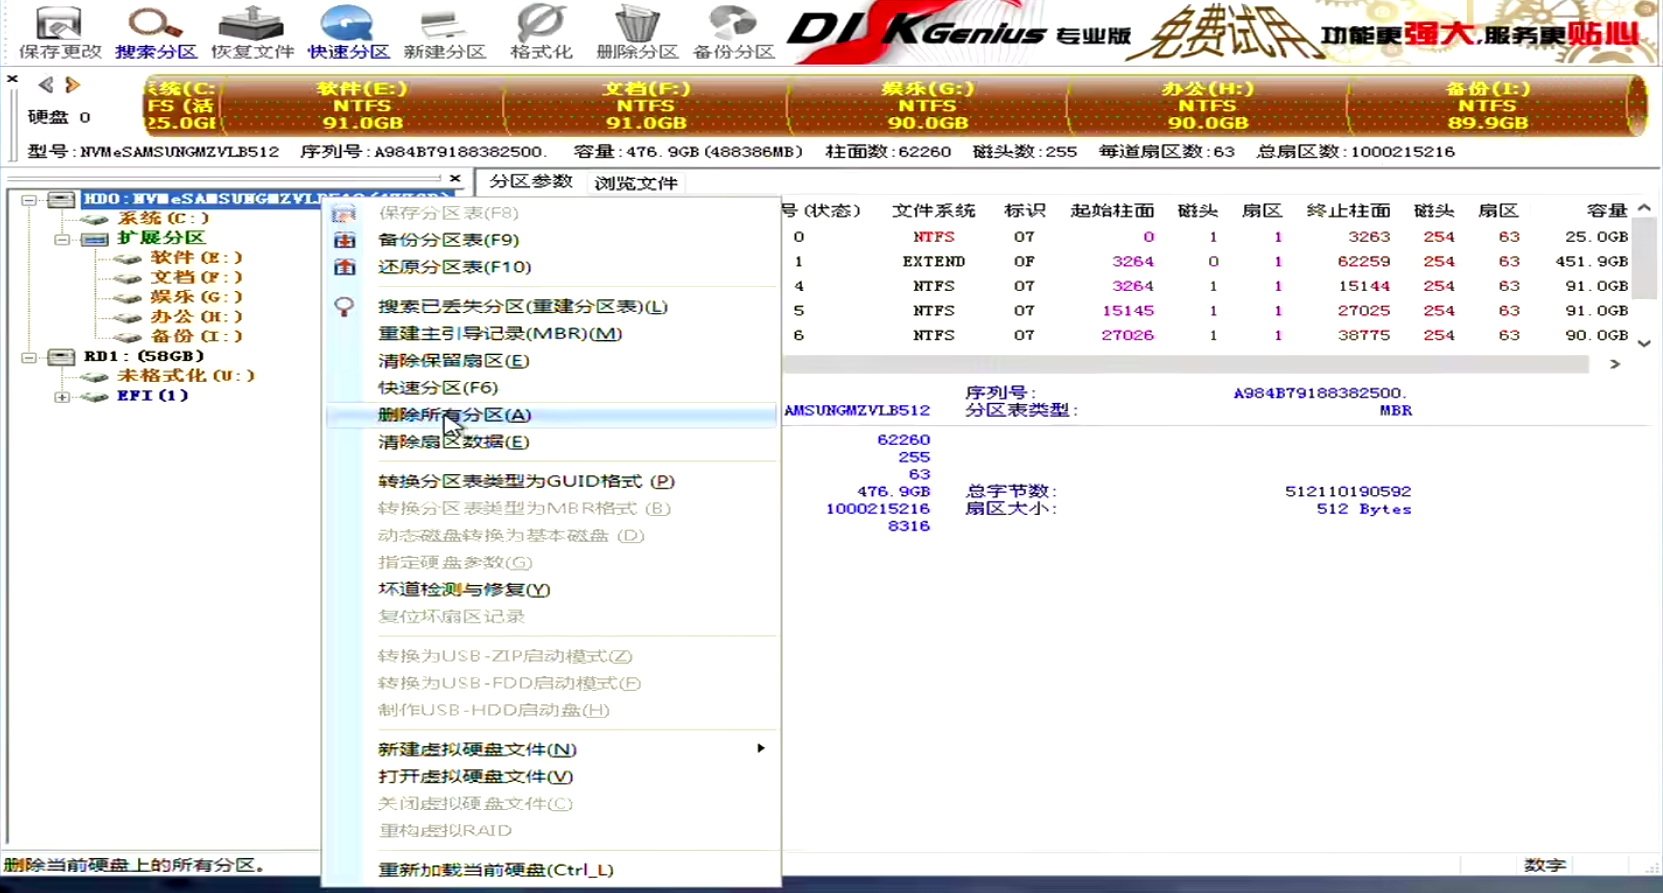 保存更改 搜索分区 恢复文件 快速分区 新建分区 格式化 删除分区 备份分区
DISKGenius 专业版 免费试用 功能更强大,服务更贴心
系统(C: 软件(E:) 文档(F:) 娱乐(G:) 办公(H:) 备份(I:)
FS (活 NTFS NTFS NTFS NTFS NTFS
25.0GB 91.0GB 91.0GB 90.0GB 90.0GB 89.9GB
硬盘 0
型号:NVMeSAMSUNGMZVLB512 序列号:A984B79188382500. 容量:476.9GB(488386MB) 柱面数:62260 磁头数:255 每道扇区数:63 总扇区数:1000215216
分区参数 浏览文件
HD0:NVMeSAMSUNGMZVLB512(477GB)
系统(C:)
扩展分区
软件(E:)
文档(F:)
娱乐(G:)
办公(H:)
备份(I:)
RD1:(58GB)
未格式化(U:)
EFI(1)
保存分区表(F8)
备份分区表(F9)
还原分区表(F10)
搜索已丢失分区(重建分区表)(L)
重建主引导记录(MBR)(M)
清除保留扇区(E)
快速分区(F6)
删除所有分区(A)
清除扇区数据(E)
转换分区表类型为GUID格式 (P)
转换分区表类型为MBR格式 (B)
动态磁盘转换为基本磁盘 (D)
指定硬盘参数(G)
坏道检测与修复(Y)
复位坏扇区记录
转换为USB-ZIP启动模式(Z)
转换为USB-FDD启动模式(F)
制作USB-HDD启动盘(H)
新建虚拟硬盘文件(N)
打开虚拟硬盘文件(V)
关闭虚拟硬盘文件(C)
重构虚拟RAID
重新加载当前硬盘(Ctrl_L)
号(状态) 文件系统 标识 起始柱面 磁头 扇区 终止柱面 磁头 扇区 容量
0 NTFS 07 0 1 1 3263 254 63 25.0GB
1 EXTEND 0F 3264 0 1 62259 254 63 451.9GB
4 NTFS 07 3264 1 1 15144 254 63 91.0GB
5 NTFS 07 15145 1 1 27025 254 63 91.0GB
6 NTFS 07 27026 1 1 38775 254 63 90.0GB
序列号: A984B79188382500.
AMSUNGMZVLB512 分区表类型: MBR
62260
255
63
476.9GB 总字节数: 512110190592
1000215216 扇区大小: 512 Bytes
8316
删除当前硬盘上的所有分区。 数字